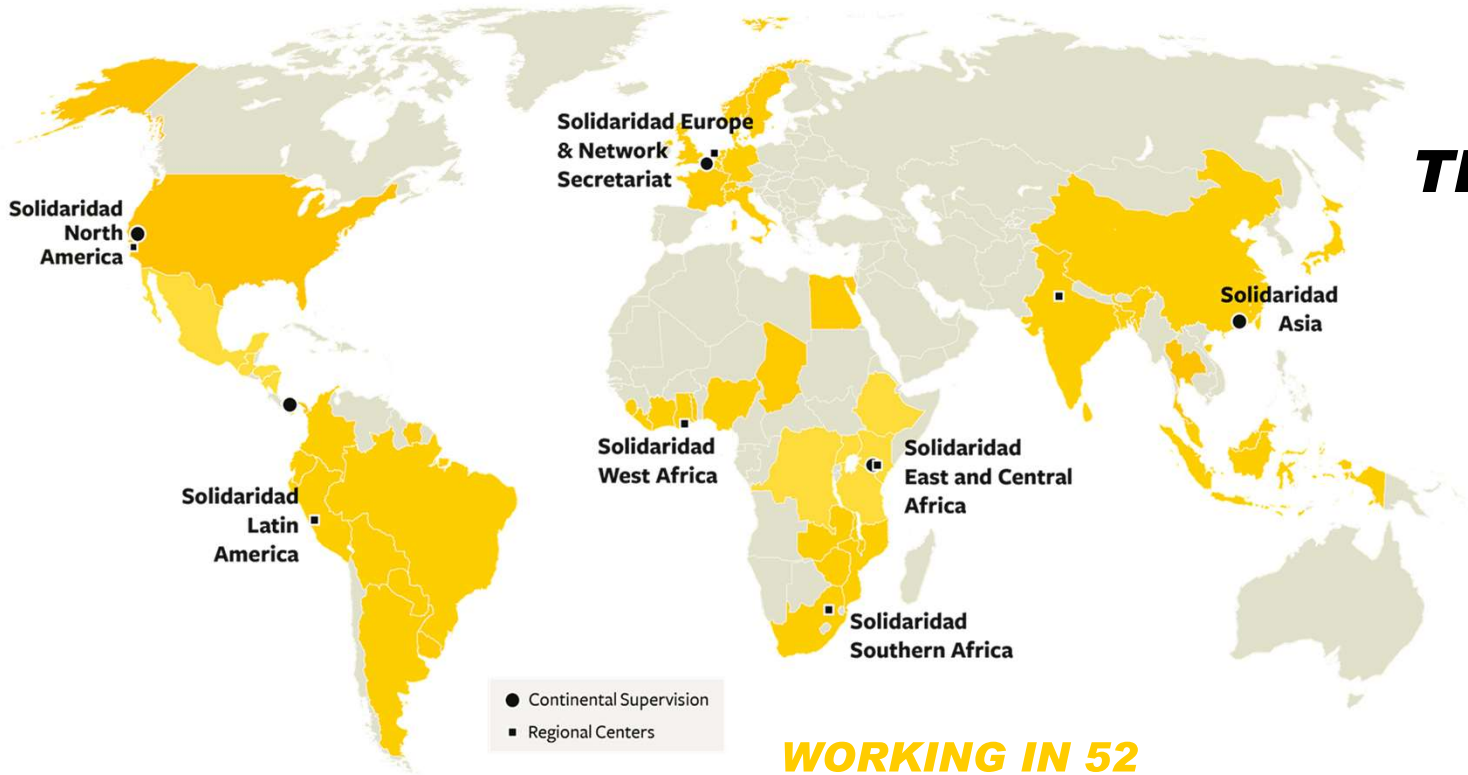 Solidaridad Europe
& Network
Secretariat
Solidaridad
North
America
Solidaridad
Asia
Solidaridad
West Africa
Solidaridad
East and Central
Africa
Solidaridad
Latin
America
Solidaridad
Southern Africa
Continental Supervision
Regional Centers
WORKING IN 52